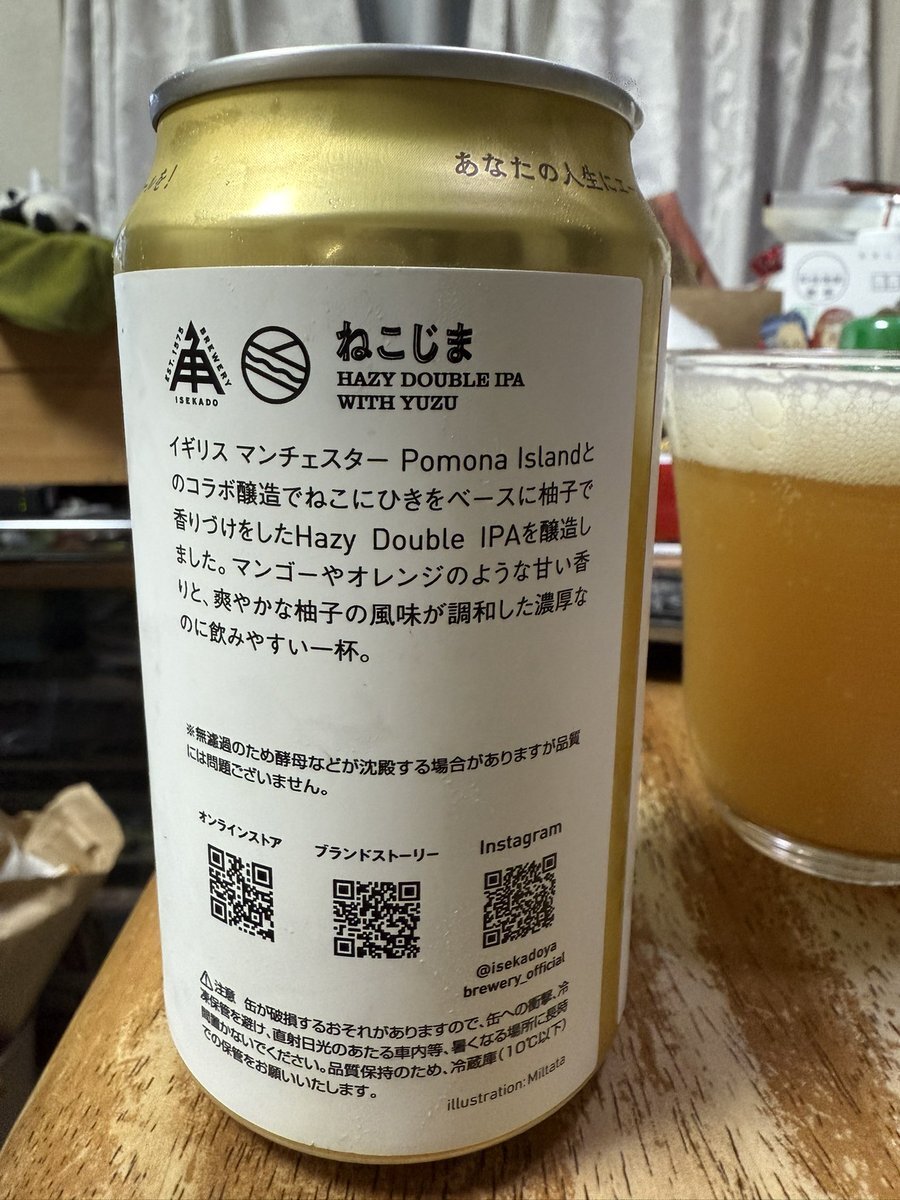 ールを!
あなたの人生にエー
EST. 1575
BREWERY
ISEKADO
ねこじま
HAZY DOUBLE IPA
WITH YUZU
イギリス マンチェスター Pomona Islandと
のコラボ醸造でねこにひきをベースに柚子で
香りづけをしたHazy Double IPAを醸造し
ました。マンゴーやオレンジのような甘い香
りと、爽やかな柚子の風味が調和した濃厚な
のに飲みやすい一杯。
※無濾過のため酵母などが沈殿する場合がありますが品質
には問題ございません。
オンラインストア
ブランドストーリー
Instagram
@isekadoya
brewery_official
⚠注意 缶が破損するおそれがありますので、缶への衝撃、冷
凍保管を避け、直射日光のあたる車内等、暑くなる場所に長時
間置かないでください。品質保持のため、冷蔵庫(10℃以下)
での保管をお願いいたします。
illustration: Miltata